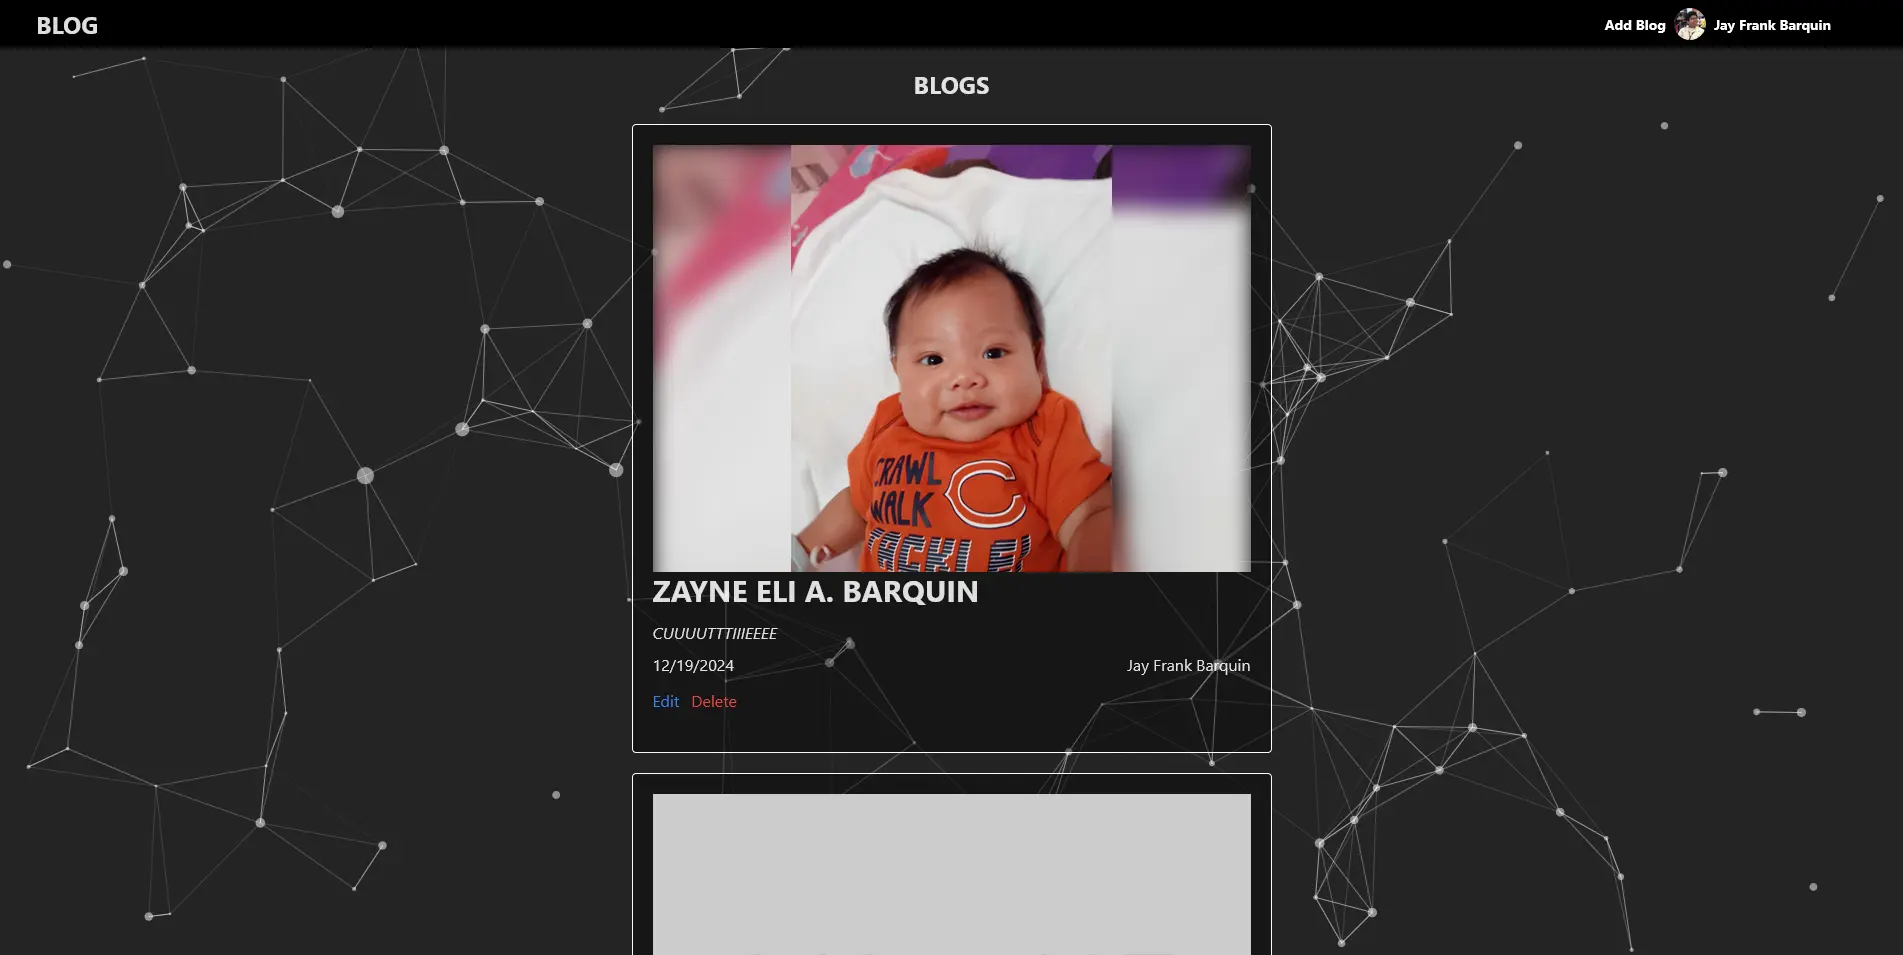 BLOG
Add Blog Jay Frank Barquin
BLOGS
CRAWL
WALK
TACKLE!
C
ZAYNE ELI A. BARQUIN
CUUUUTTTIIIEEEE
12/19/2024 Jay Frank Barquin
Edit Delete